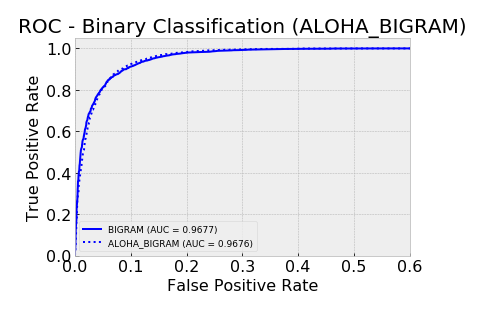 ROC - Binary Classification (ALOHA_BIGRAM)
True Positive Rate
1.0
0.8
0.6
0.4
0.2
0.0
BIGRAM (AUC = 0.9677)
ALOHA_BIGRAM (AUC = 0.9676)
0.0 0.1 0.2 0.3 0.4 0.5 0.6
False Positive Rate